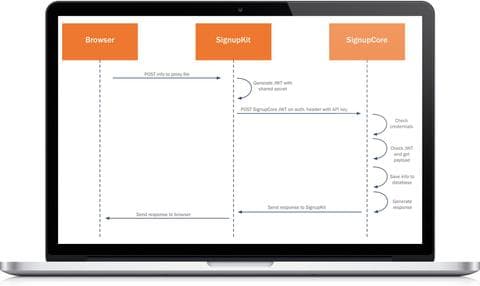 Browser
SignupKit
SignupCore
POST info to proxy file
Generate JWT with
shared secret
POST SignupCore JWT on auth. header with API key
Check
credentials
Check JWT
and get
payload
Save info to
database
Generate
response
Send response to SignupKit
Send response to browser